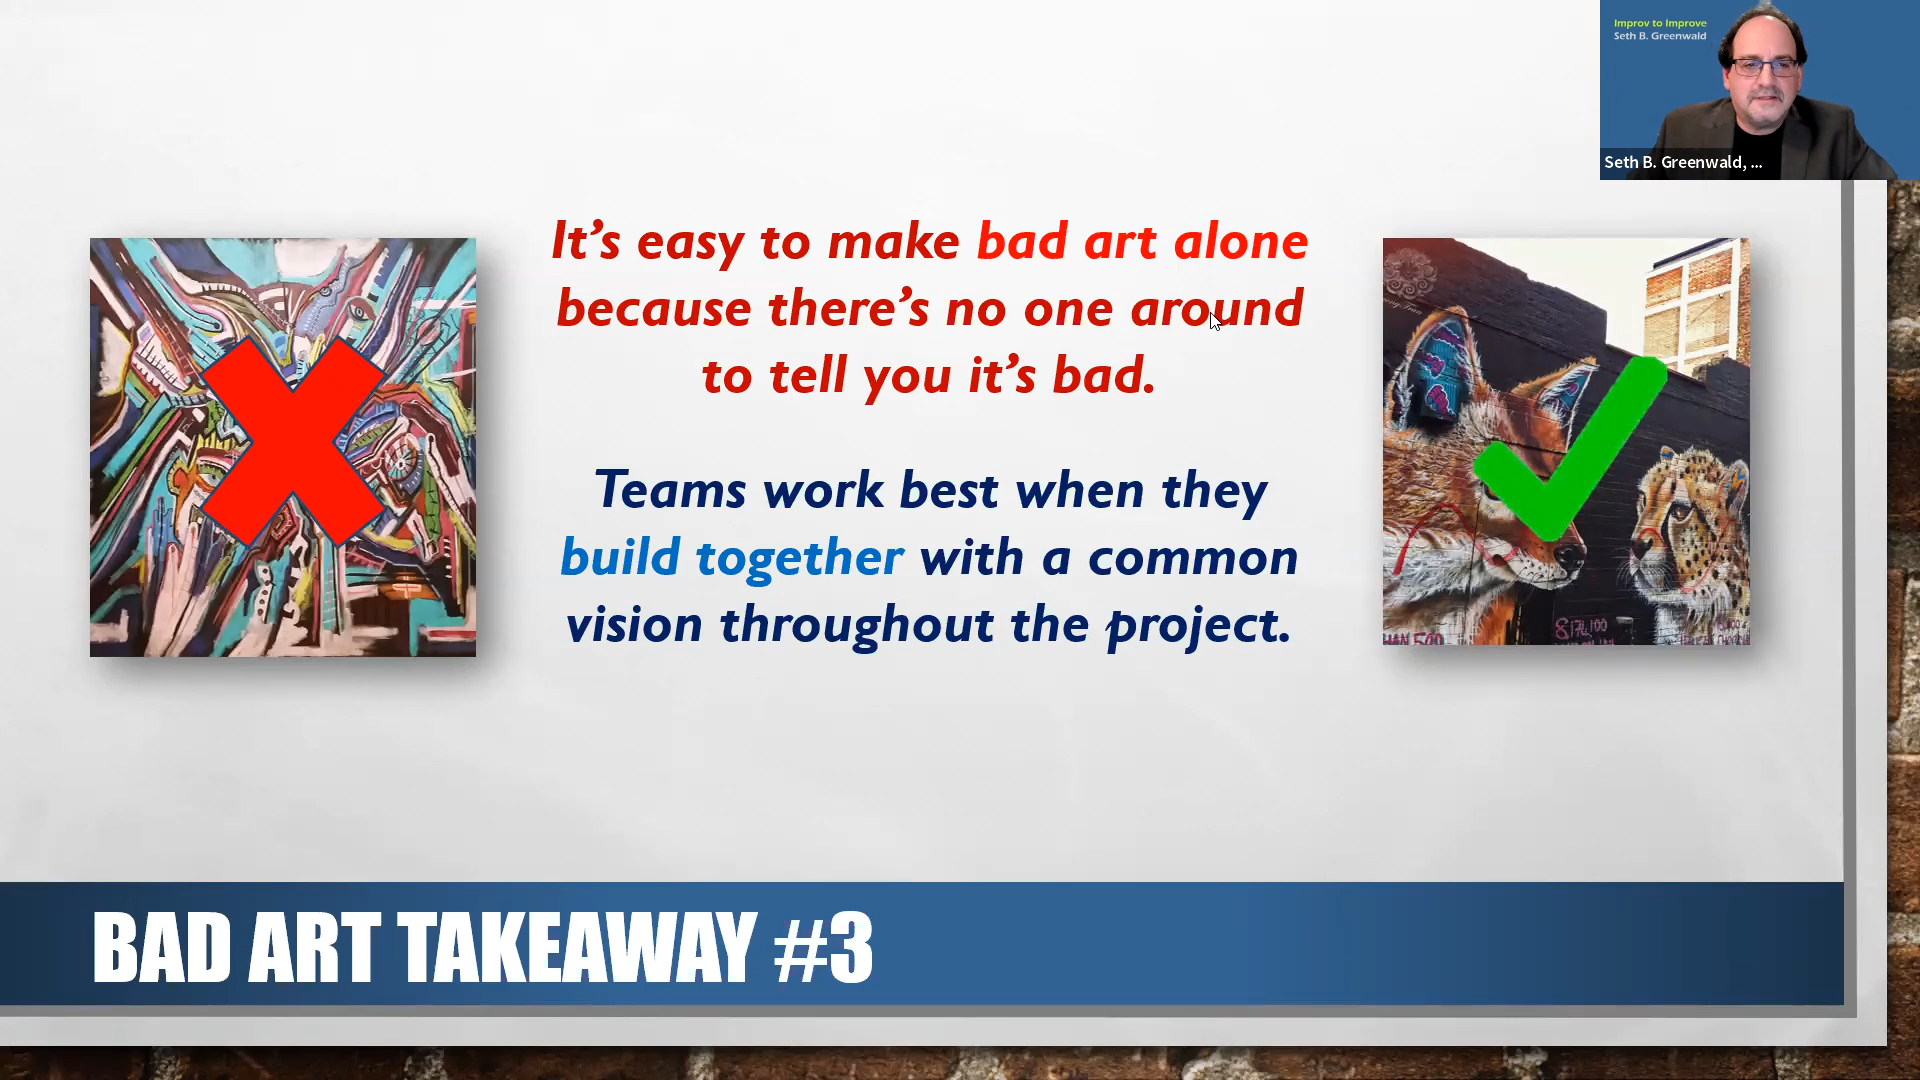 Improv to Improve
Seth B. Greenwald
Seth B. Greenwald, ...
It's easy to make bad art alone
because there's no one around
to tell you it's bad.
Teams work best when they
build together with a common
vision throughout the project.
BAD ART TAKEAWAY #3